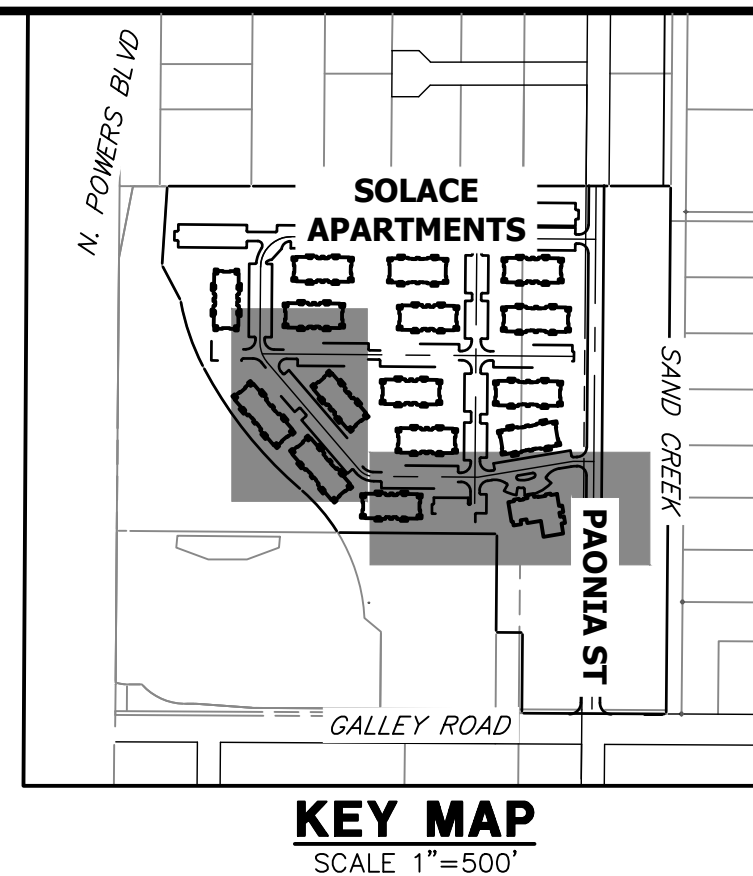 N. POWERS BLVD
SOLACE
APARTMENTS
SAND CREEK
PAONIA ST
GALLEY ROAD
KEY MAP
SCALE 1"=500'